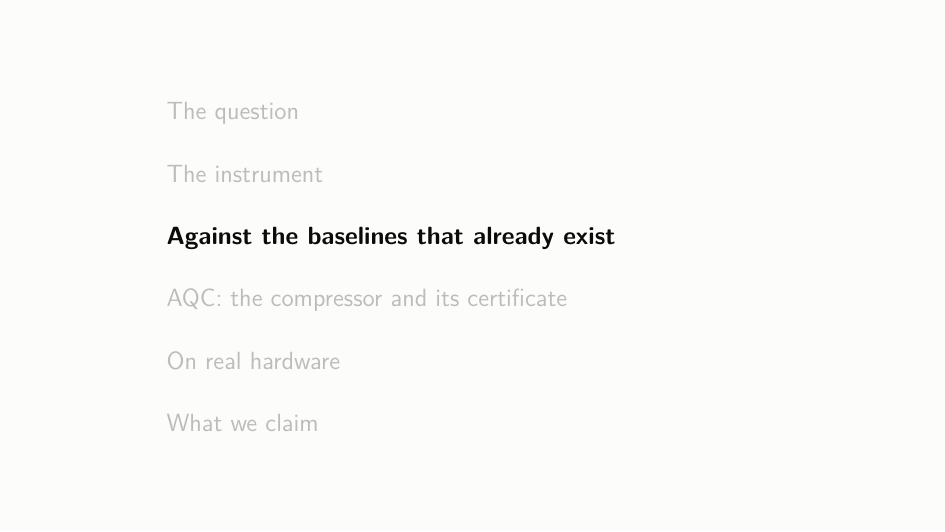 The question
The instrument
Against the baselines that already exist
AQC: the compressor and its certificate
On real hardware
What we claim